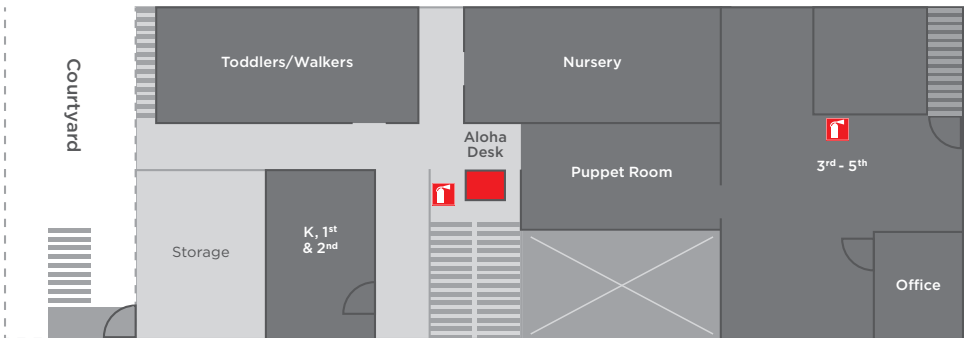 Courtyard
Toddlers/Walkers
Nursery
Aloha
Desk
Puppet Room
3rd - 5th
Storage
K, 1st
& 2nd
Office